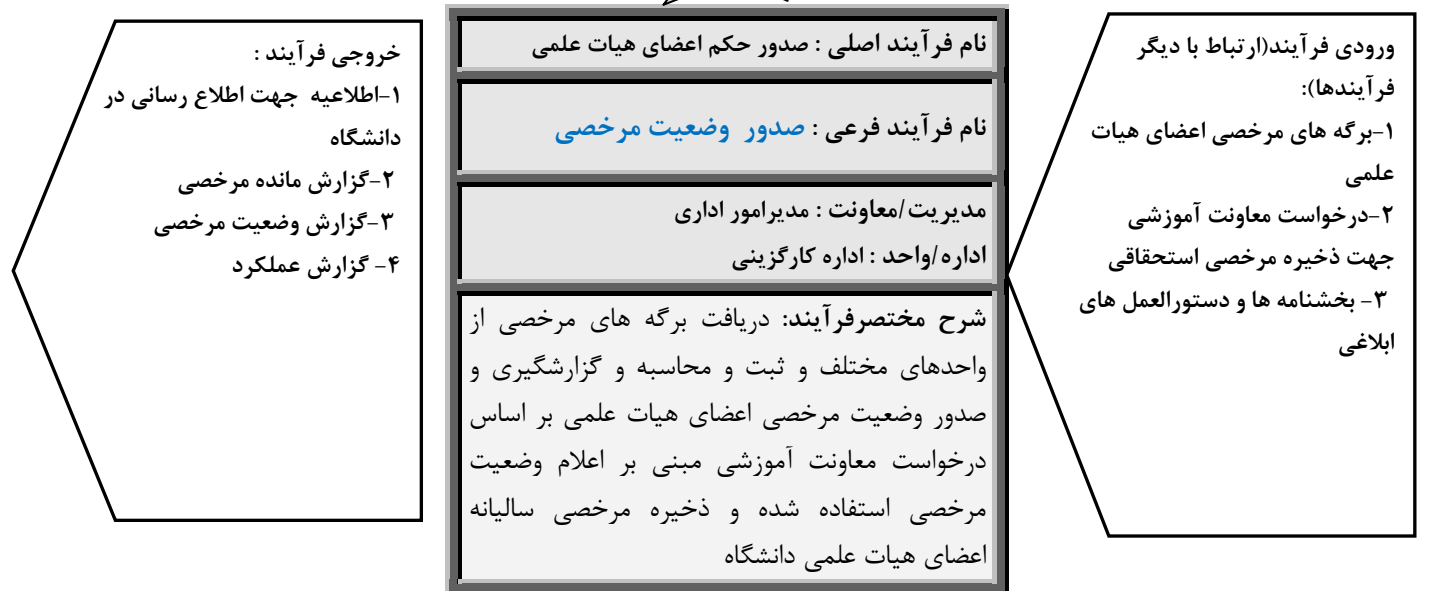 ورودی فرآیند(ارتباط با دیگر
فرآیندها):
۱-برگه های مرخصی اعضای هیات
علمی
۲-درخواست معاونت آموزشی
جهت ذخیره مرخصی استحقاقی
۳- بخشنامه ها و دستورالعمل های
ابلاغی
نام فرآیند اصلی : صدور حکم اعضای هیات علمی
نام فرآیند فرعی : صدور وضعیت مرخصی
مدیریت/معاونت : مدیرامور اداری
اداره/واحد : اداره کارگزینی
شرح مختصرفرآیند: دریافت برگه های مرخصی از
واحدهای مختلف و ثبت و محاسبه و گزارشگیری و
صدور وضعیت مرخصی اعضای هیات علمی بر اساس
درخواست معاونت آموزشی مبنی بر اعلام وضعیت
مرخصی استفاده شده و ذخیره مرخصی سالیانه
اعضای هیات علمی دانشگاه
خروجی فرآیند :
۱-اطلاعیه جهت اطلاع رسانی در
دانشگاه
۲-گزارش مانده مرخصی
۳-گزارش وضعیت مرخصی
۴- گزارش عملکرد